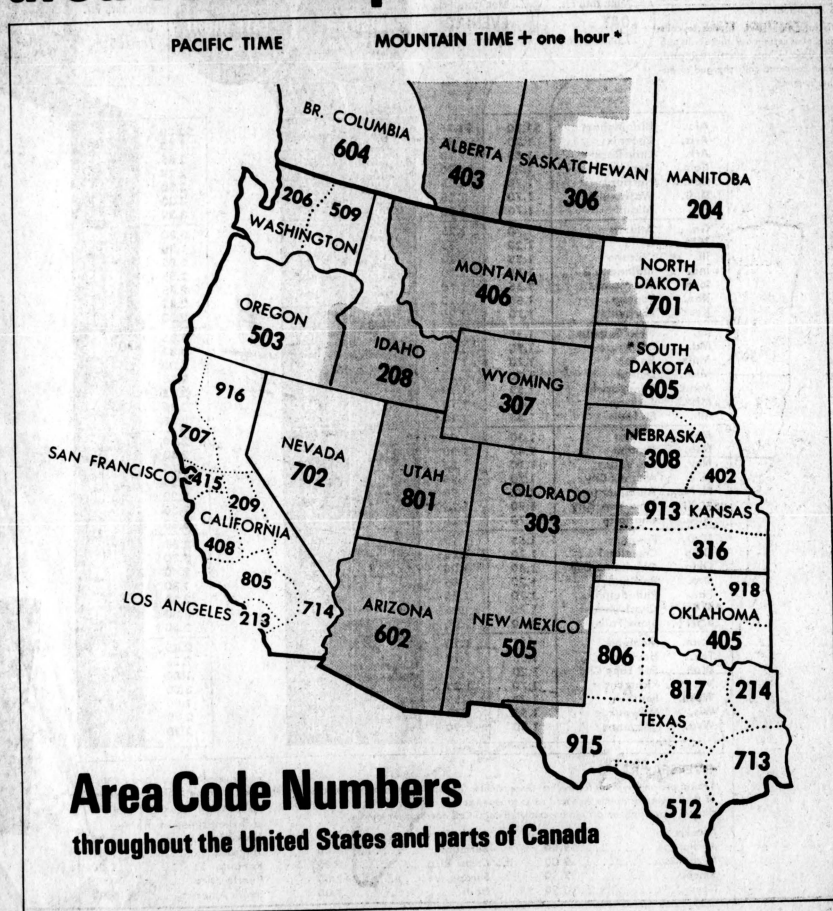 PACIFIC TIME
MOUNTAIN TIME + one hour *
BR. COLUMBIA
604
ALBERTA
403
SASKATCHEWAN
306
MANITOBA
204
206
509
WASHINGTON
MONTANA
406
NORTH
DAKOTA
701
OREGON
503
IDAHO
208
WYOMING
307
*SOUTH
DAKOTA
605
916
707
NEVADA
702
UTAH
801
COLORADO
303
NEBRASKA
308
402
SAN FRANCISCO
415
209
CALIFORNIA
408
913 KANSAS
316
805
LOS ANGELES 213
714
ARIZONA
602
NEW MEXICO
505
918
OKLAHOMA
405
806
817
214
TEXAS
915
713
512
Area Code Numbers
throughout the United States and parts of Canada